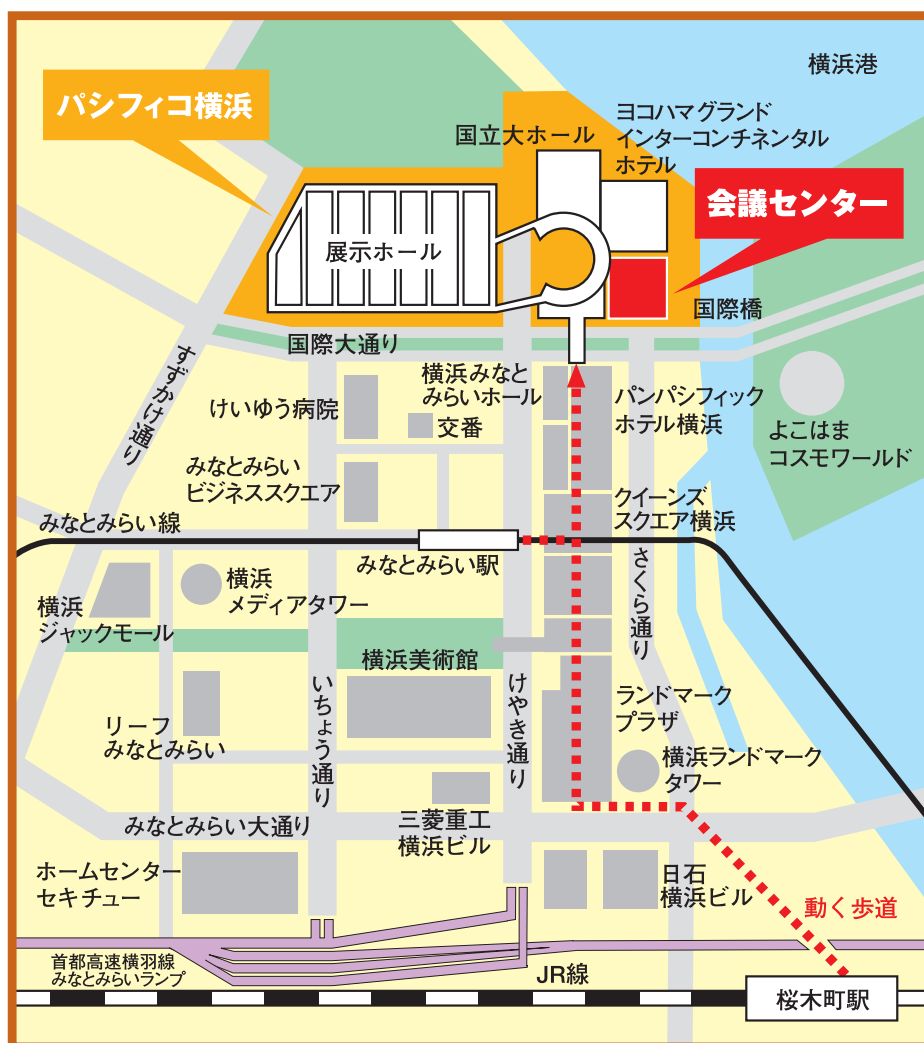 横浜港
パシフィコ横浜
ヨコハマグランド
インターコンチネンタル
ホテル
国立大ホール
会議センター
展示ホール
国際橋
国際大通り
すずかけ通り
横浜みなと
みらいホール
パンパシフィック
ホテル横浜
けいゆう病院
交番
よこはま
コスモワールド
みなとみらい
ビジネススクエア
クイーンズ
スクエア横浜
みなとみらい線
みなとみらい駅
さくら通り
横浜
メディアタワー
横浜
ジャックモール
横浜美術館
いちょう通り
けやき通り
ランドマーク
プラザ
リーフ
みなとみらい
横浜ランドマーク
タワー
みなとみらい大通り
三菱重工
横浜ビル
ホームセンター
セキチュー
日石
横浜ビル
動く歩道
首都高速横羽線
みなとみらいランプ
JR線
桜木町駅